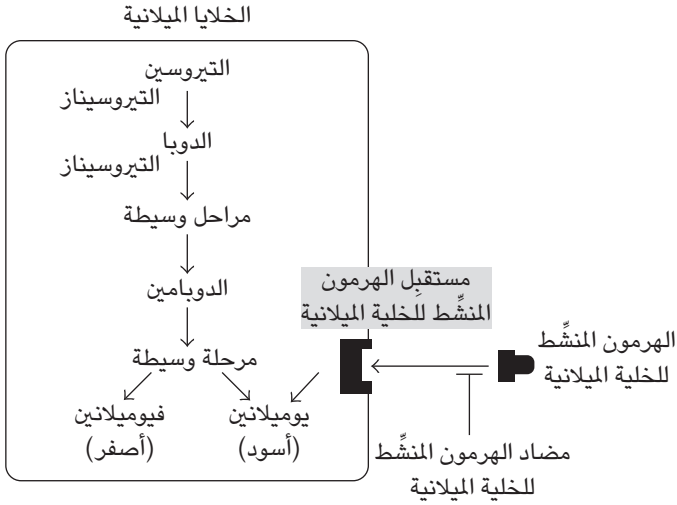 الخلايا الميلانية
التيروسين
التيروسيناز
الدوبا
التيروسيناز
مراحل وسيطة
الدوبامين
مرحلة وسيطة
فيوميلانين
(أصفر)
يوميلانين
(أسود)
مستقبِل الهرمون
المنشِّط للخلية الميلانية
الهرمون المنشِّط
للخلية الميلانية
مضاد الهرمون المنشِّط
للخلية الميلانية